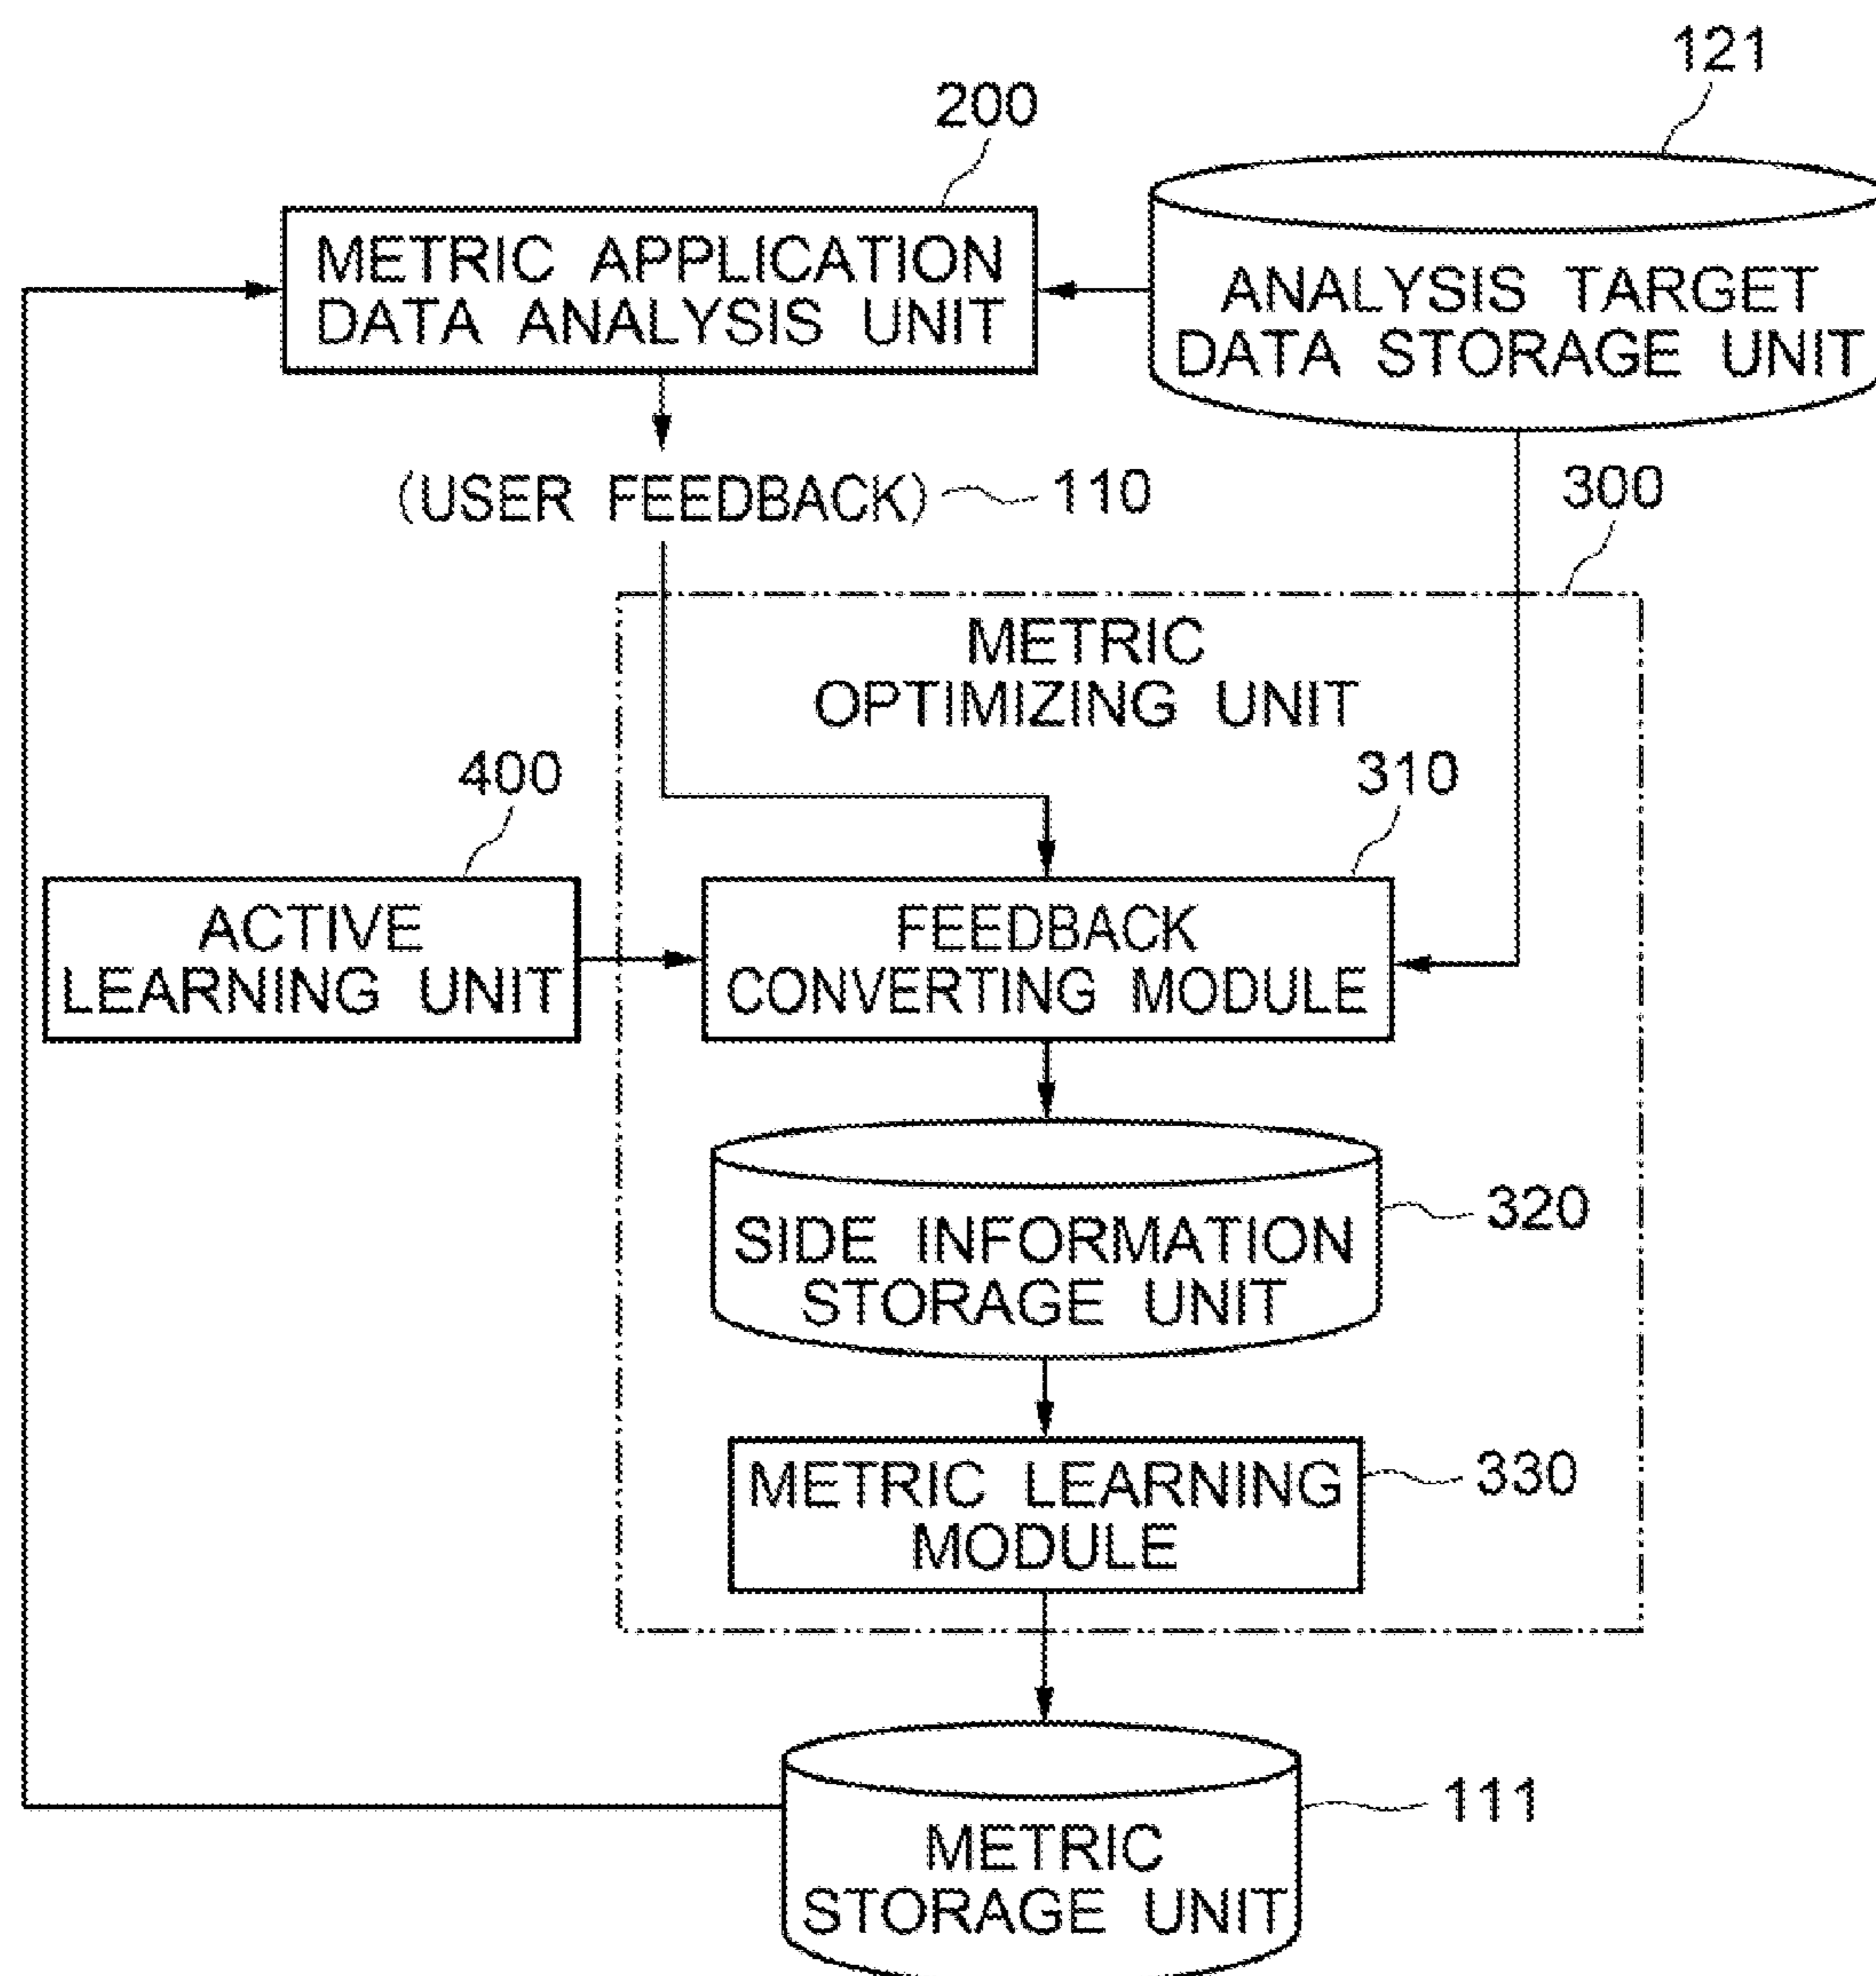 121
200
METRIC APPLICATION
DATA ANALYSIS UNIT
ANALYSIS TARGET
DATA STORAGE UNIT
(USER FEEDBACK)
110
300
METRIC
OPTIMIZING UNIT
400
310
ACTIVE
LEARNING UNIT
FEEDBACK
CONVERTING MODULE
SIDE INFORMATION
STORAGE UNIT
320
METRIC LEARNING
MODULE
330
METRIC
STORAGE UNIT
111